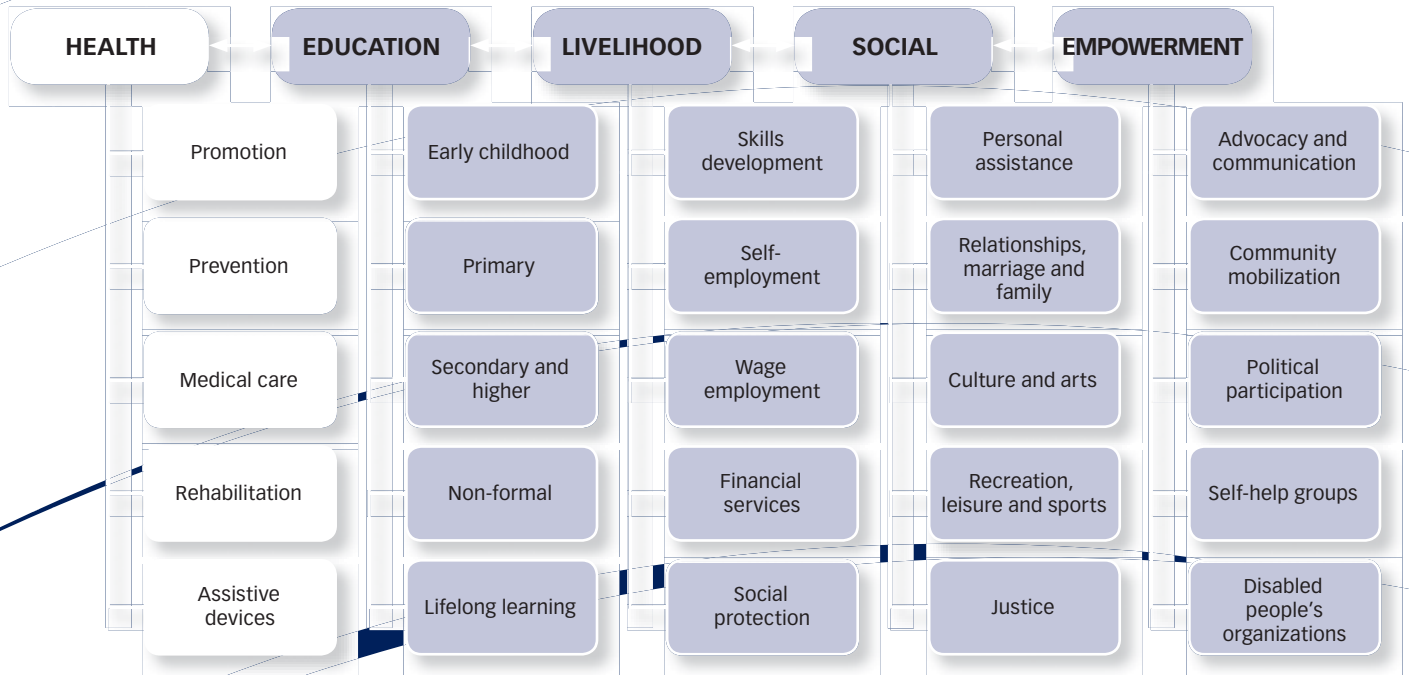 HEALTH
EDUCATION
LIVELIHOOD
SOCIAL
EMPOWERMENT
Promotion
Prevention
Medical care
Rehabilitation
Assistive
devices
Early childhood
Primary
Secondary and
higher
Non-formal
Lifelong learning
Skills
development
Self-
employment
Wage
employment
Financial
services
Social
protection
Personal
assistance
Relationships,
marriage and
family
Culture and arts
Recreation,
leisure and sports
Justice
Advocacy and
communication
Community
mobilization
Political
participation
Self-help groups
Disabled
people’s
organizations